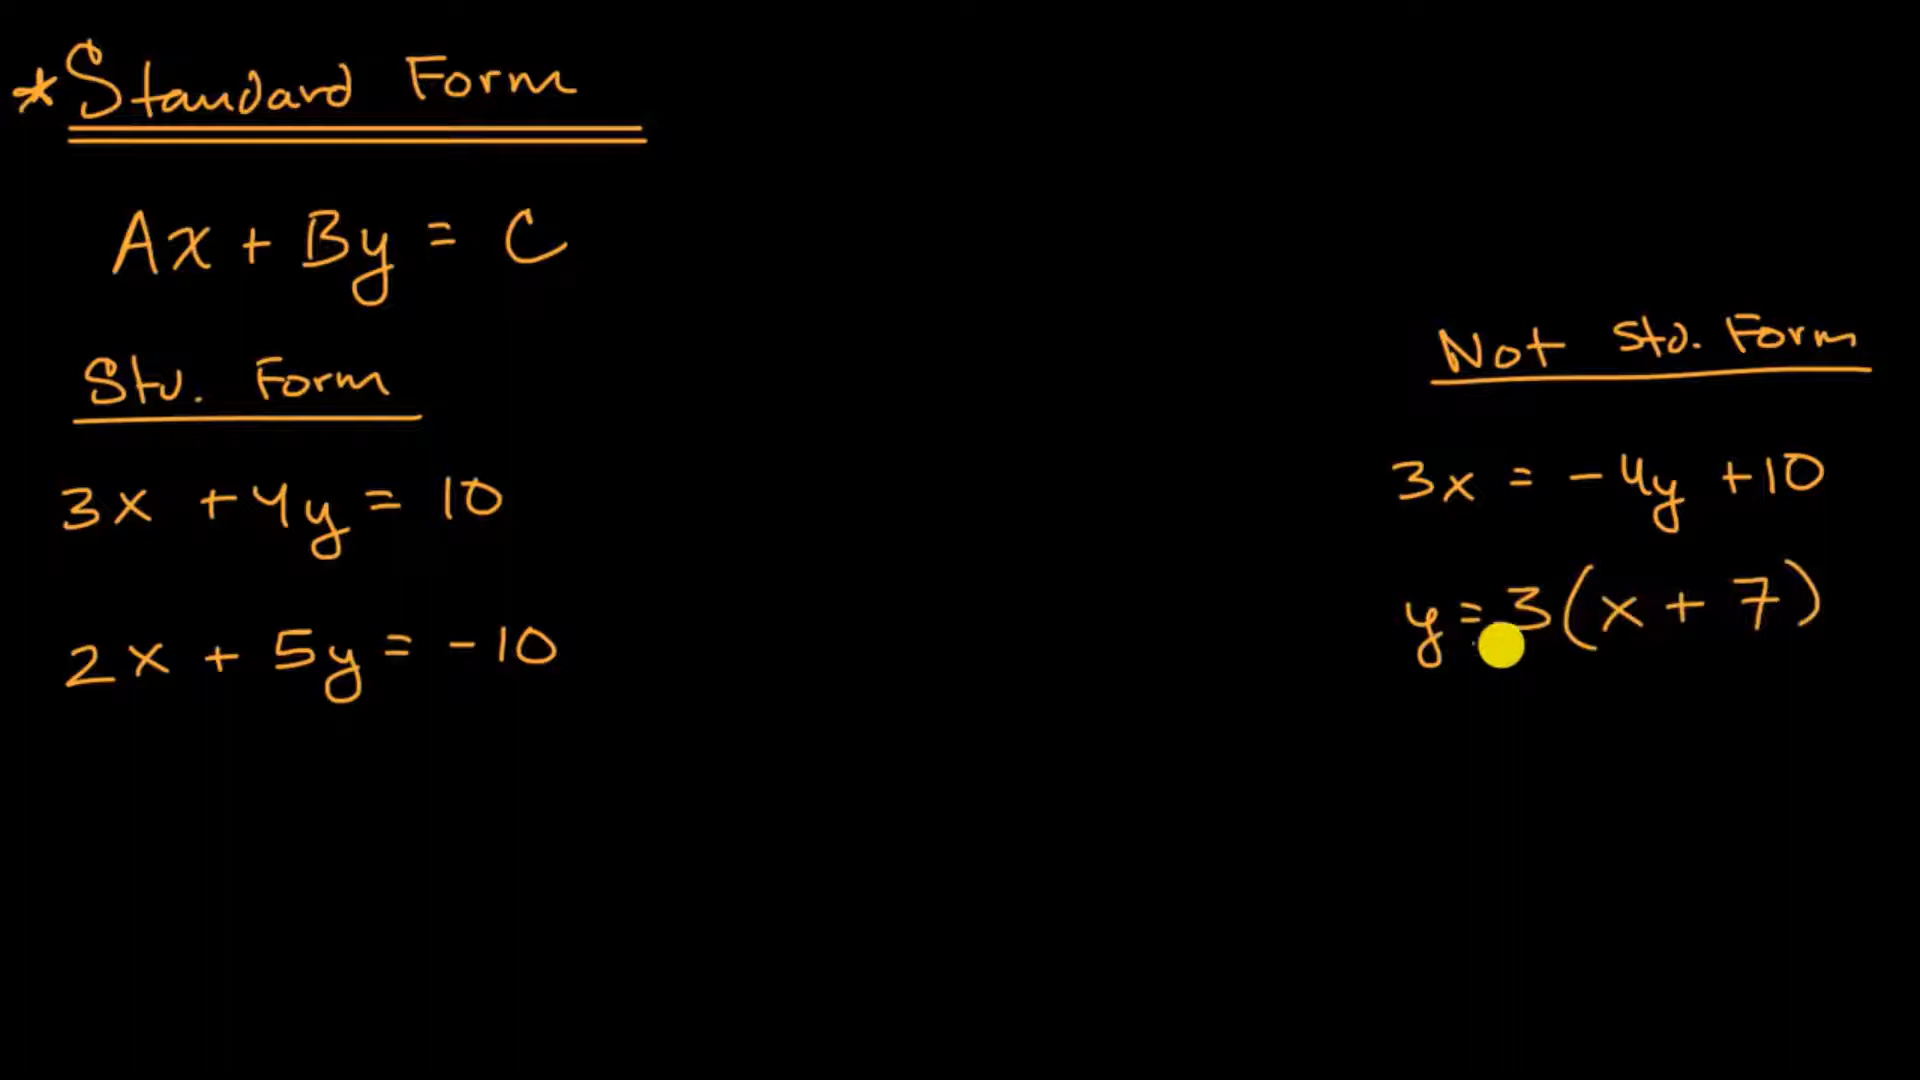 *Standard Form
Ax + By = C
Std. Form
3x + 4y = 10
2x + 5y = -10
Not Std. Form
3x = -4y + 10
y = 3(x + 7)